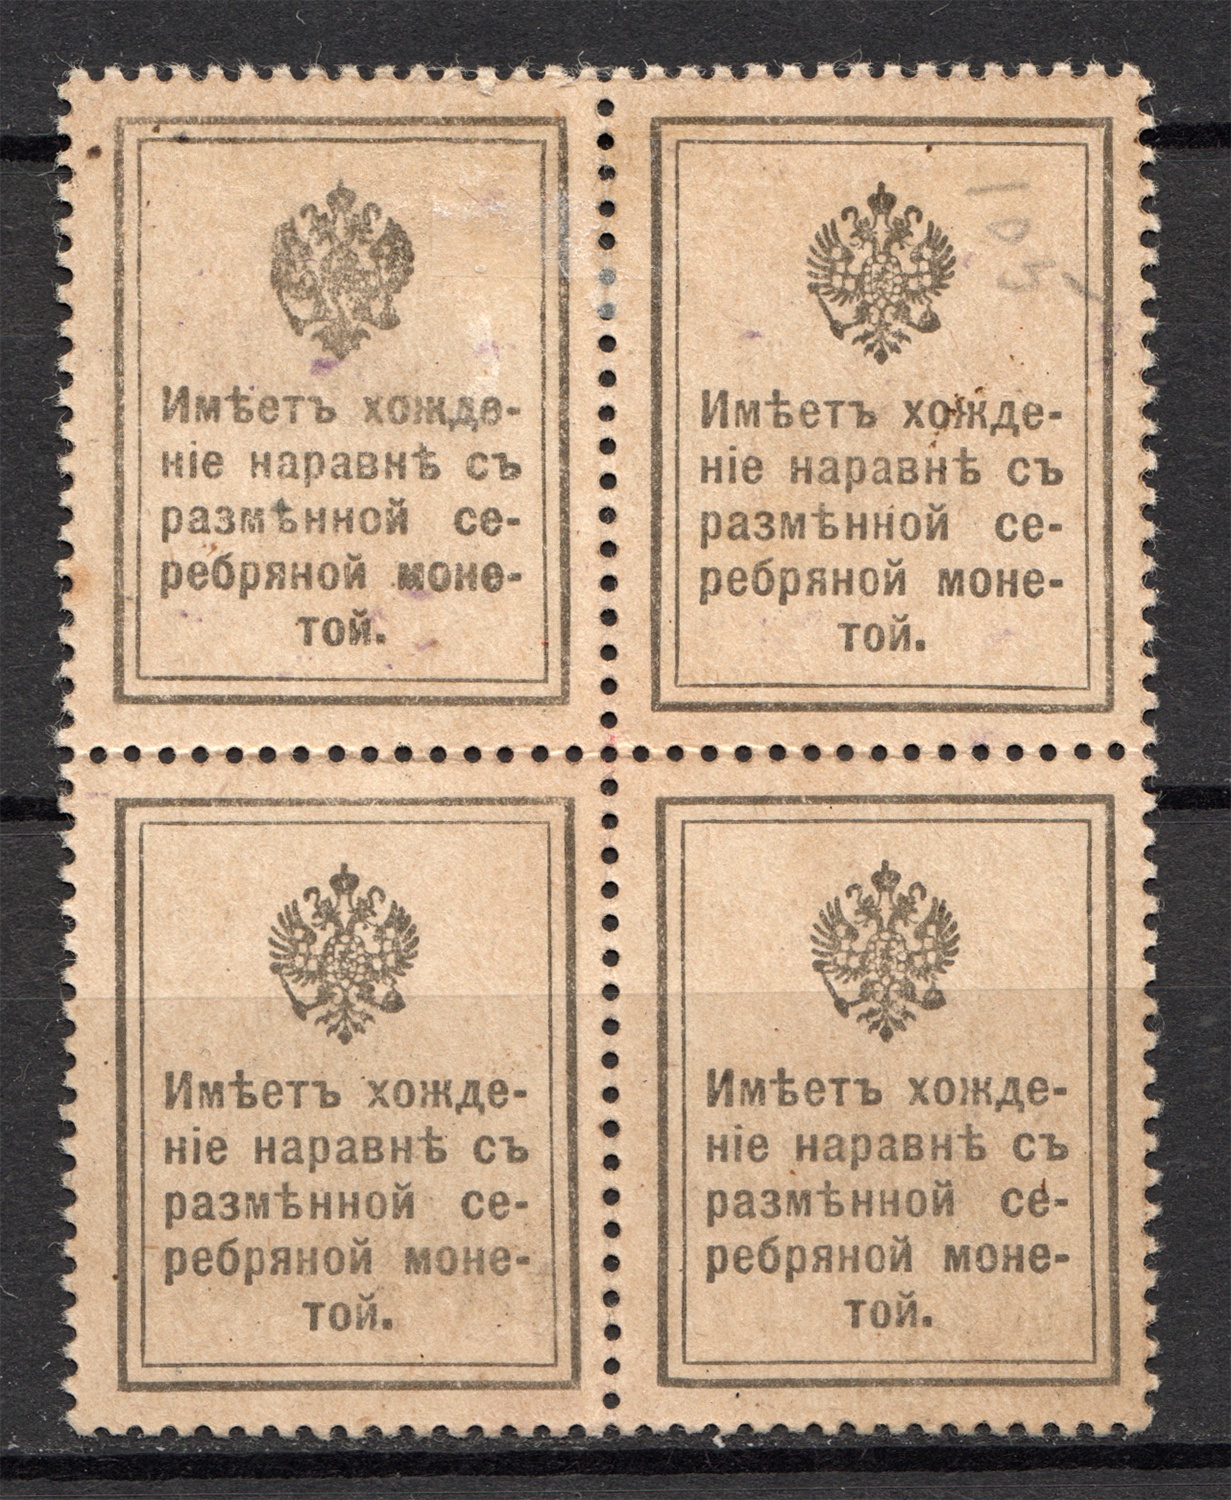 Имѣетъ хожде-
ніе наравнѣ съ
размѣнной се-
ребряной моне-
той.
Имѣетъ хожде-
ніе наравнѣ съ
размѣнной се-
ребряной моне-
той.
Имѣетъ хожде-
ніе наравнѣ съ
размѣнной се-
ребряной моне-
той.
Имѣетъ хожде-
ніе наравнѣ съ
размѣнной се-
ребряной моне-
той.